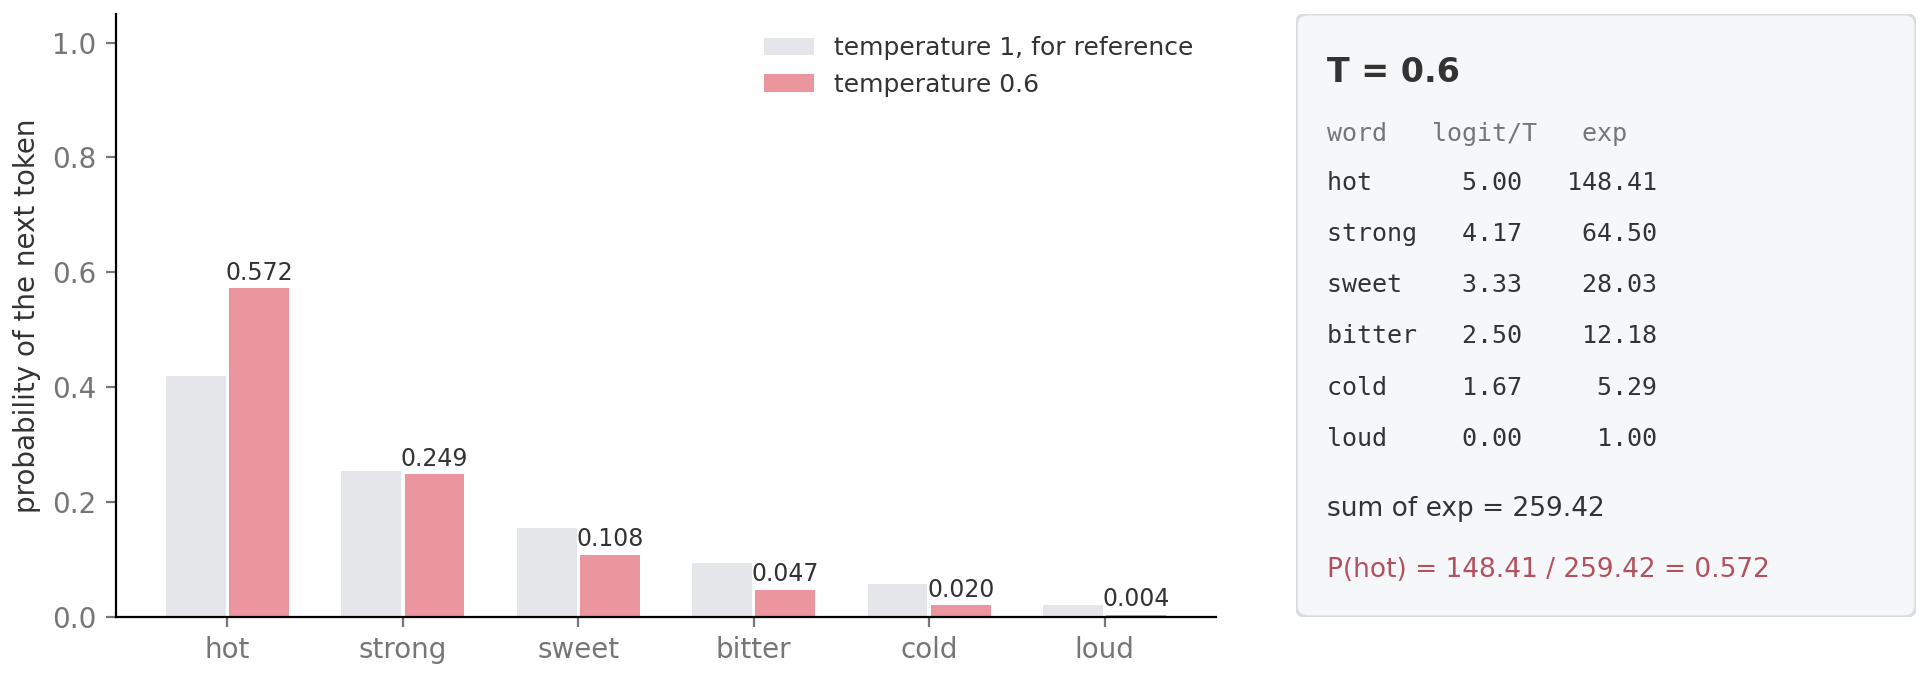 probability of the next token
1.0
0.8
0.6
0.4
0.2
0.0
temperature 1, for reference
temperature 0.6
0.572
0.249
0.108
0.047
0.020
0.004
hot strong sweet bitter cold loud
T = 0.6
word logit/T exp
hot 5.00 148.41
strong 4.17 64.50
sweet 3.33 28.03
bitter 2.50 12.18
cold 1.67 5.29
loud 0.00 1.00
sum of exp = 259.42
P(hot) = 148.41 / 259.42 = 0.572